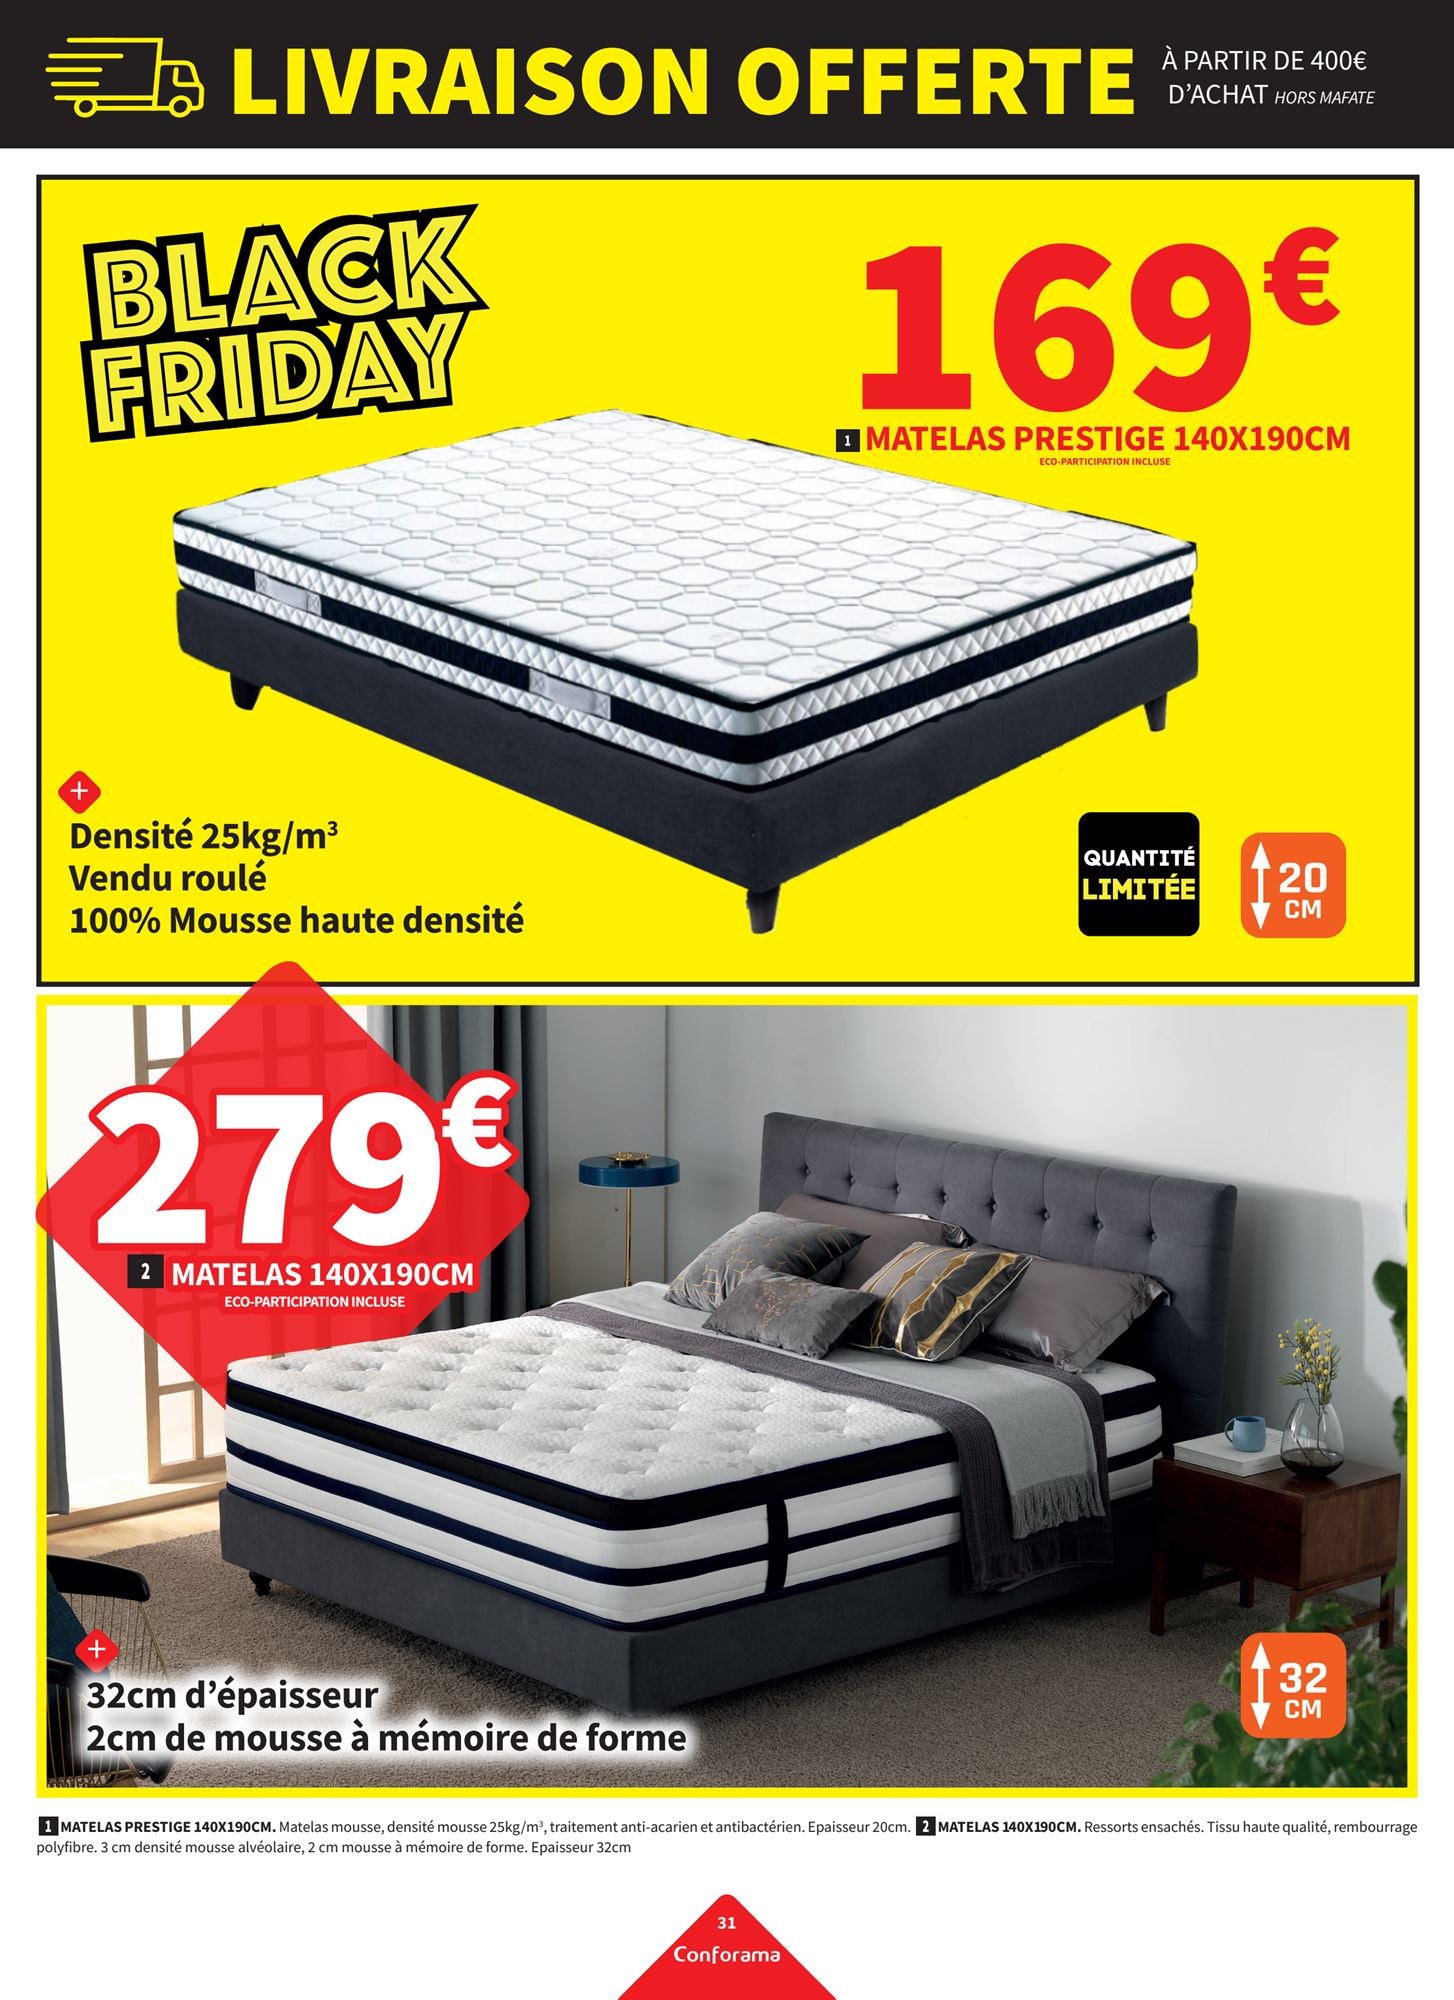 LIVRAISON OFFERTE
À PARTIR DE 400€
D'ACHAT HORS MAFATE
BLACK
FRIDAY
169€
1 MATELAS PRESTIGE 140X190CM
ECO-PARTICIPATION INCLUSE
+
Densité 25kg/m³
Vendu roulé
100% Mousse haute densité
QUANTITÉ
LIMITÉE
20
CM
279€
2 MATELAS 140X190CM
ECO-PARTICIPATION INCLUSE
+
32cm d'épaisseur
2cm de mousse à mémoire de forme
32
CM
1 MATELAS PRESTIGE 140X190CM. Matelas mousse, densité mousse 25kg/m³, traitement anti-acarien et antibactérien. Epaisseur 20cm. 2 MATELAS 140X190CM. Ressorts ensachés. Tissu haute qualité, rembourrage
polyfibre. 3 cm densité mousse alvéolaire, 2 cm mousse à mémoire de forme. Epaisseur 32cm
31
Conforama